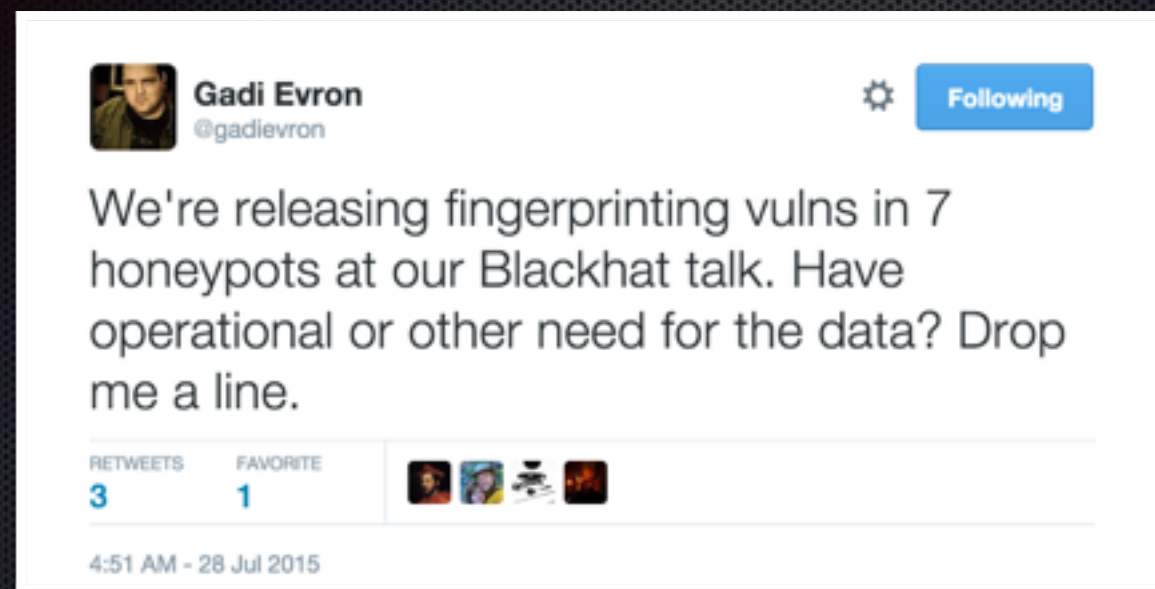 Gadi Evron
@gadievron
Following
We're releasing fingerprinting vulns in 7
honeypots at our Blackhat talk. Have
operational or other need for the data? Drop
me a line.
RETWEETS FAVORITE
3 1
4:51 AM - 28 Jul 2015